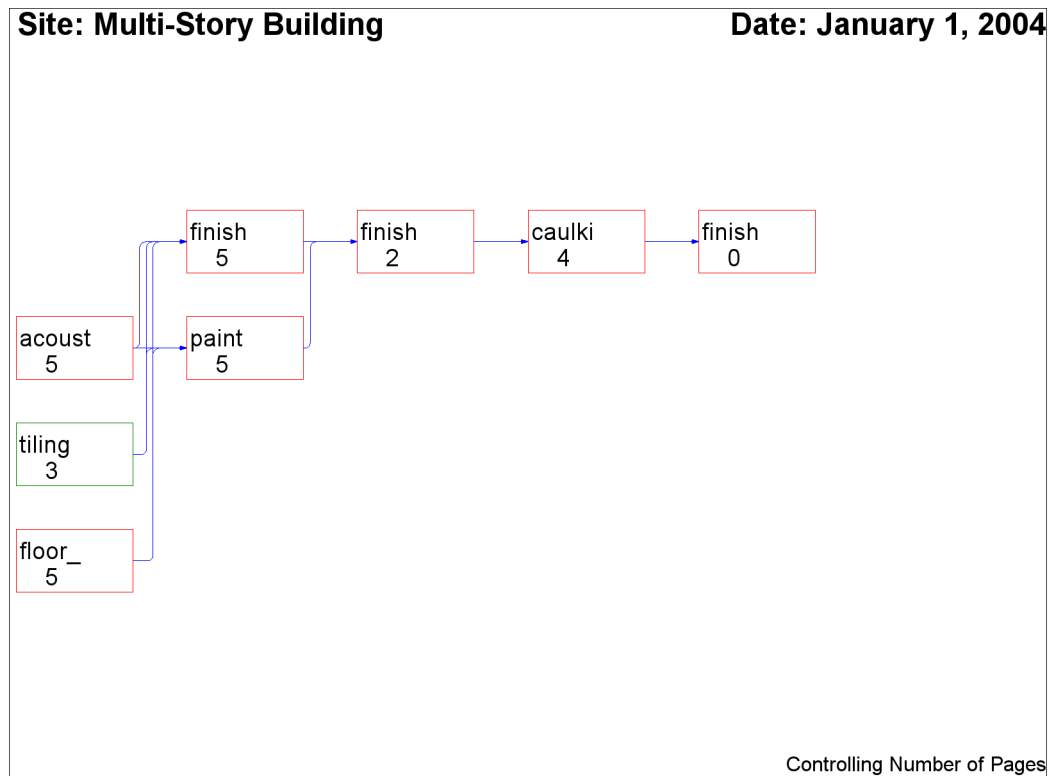 Site: Multi-Story Building
Date: January 1, 2004
finish
5
finish
2
caulki
4
finish
0
acoust
5
paint
5
tiling
3
floor_
5
Controlling Number of Pages